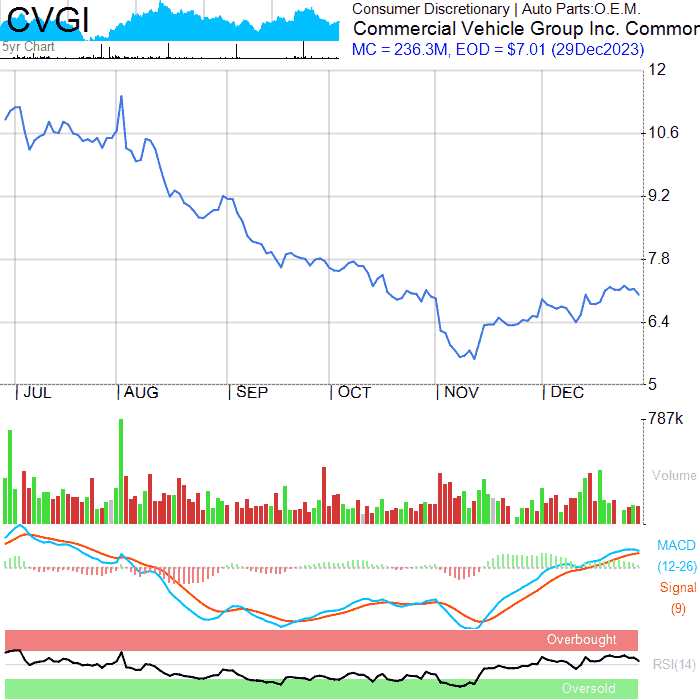 CVGI
5yr Chart
Consumer Discretionary | Auto Parts:O.E.M.
Commercial Vehicle Group Inc. Common
MC = 236.3M, EOD = $7.01 (29Dec2023)
12
10.6
9.2
7.8
6.4
5
JUL AUG SEP OCT NOV DEC
787k
Volume
MACD
(12-26)
Signal
(9)
Overbought
RSI(14)
Oversold